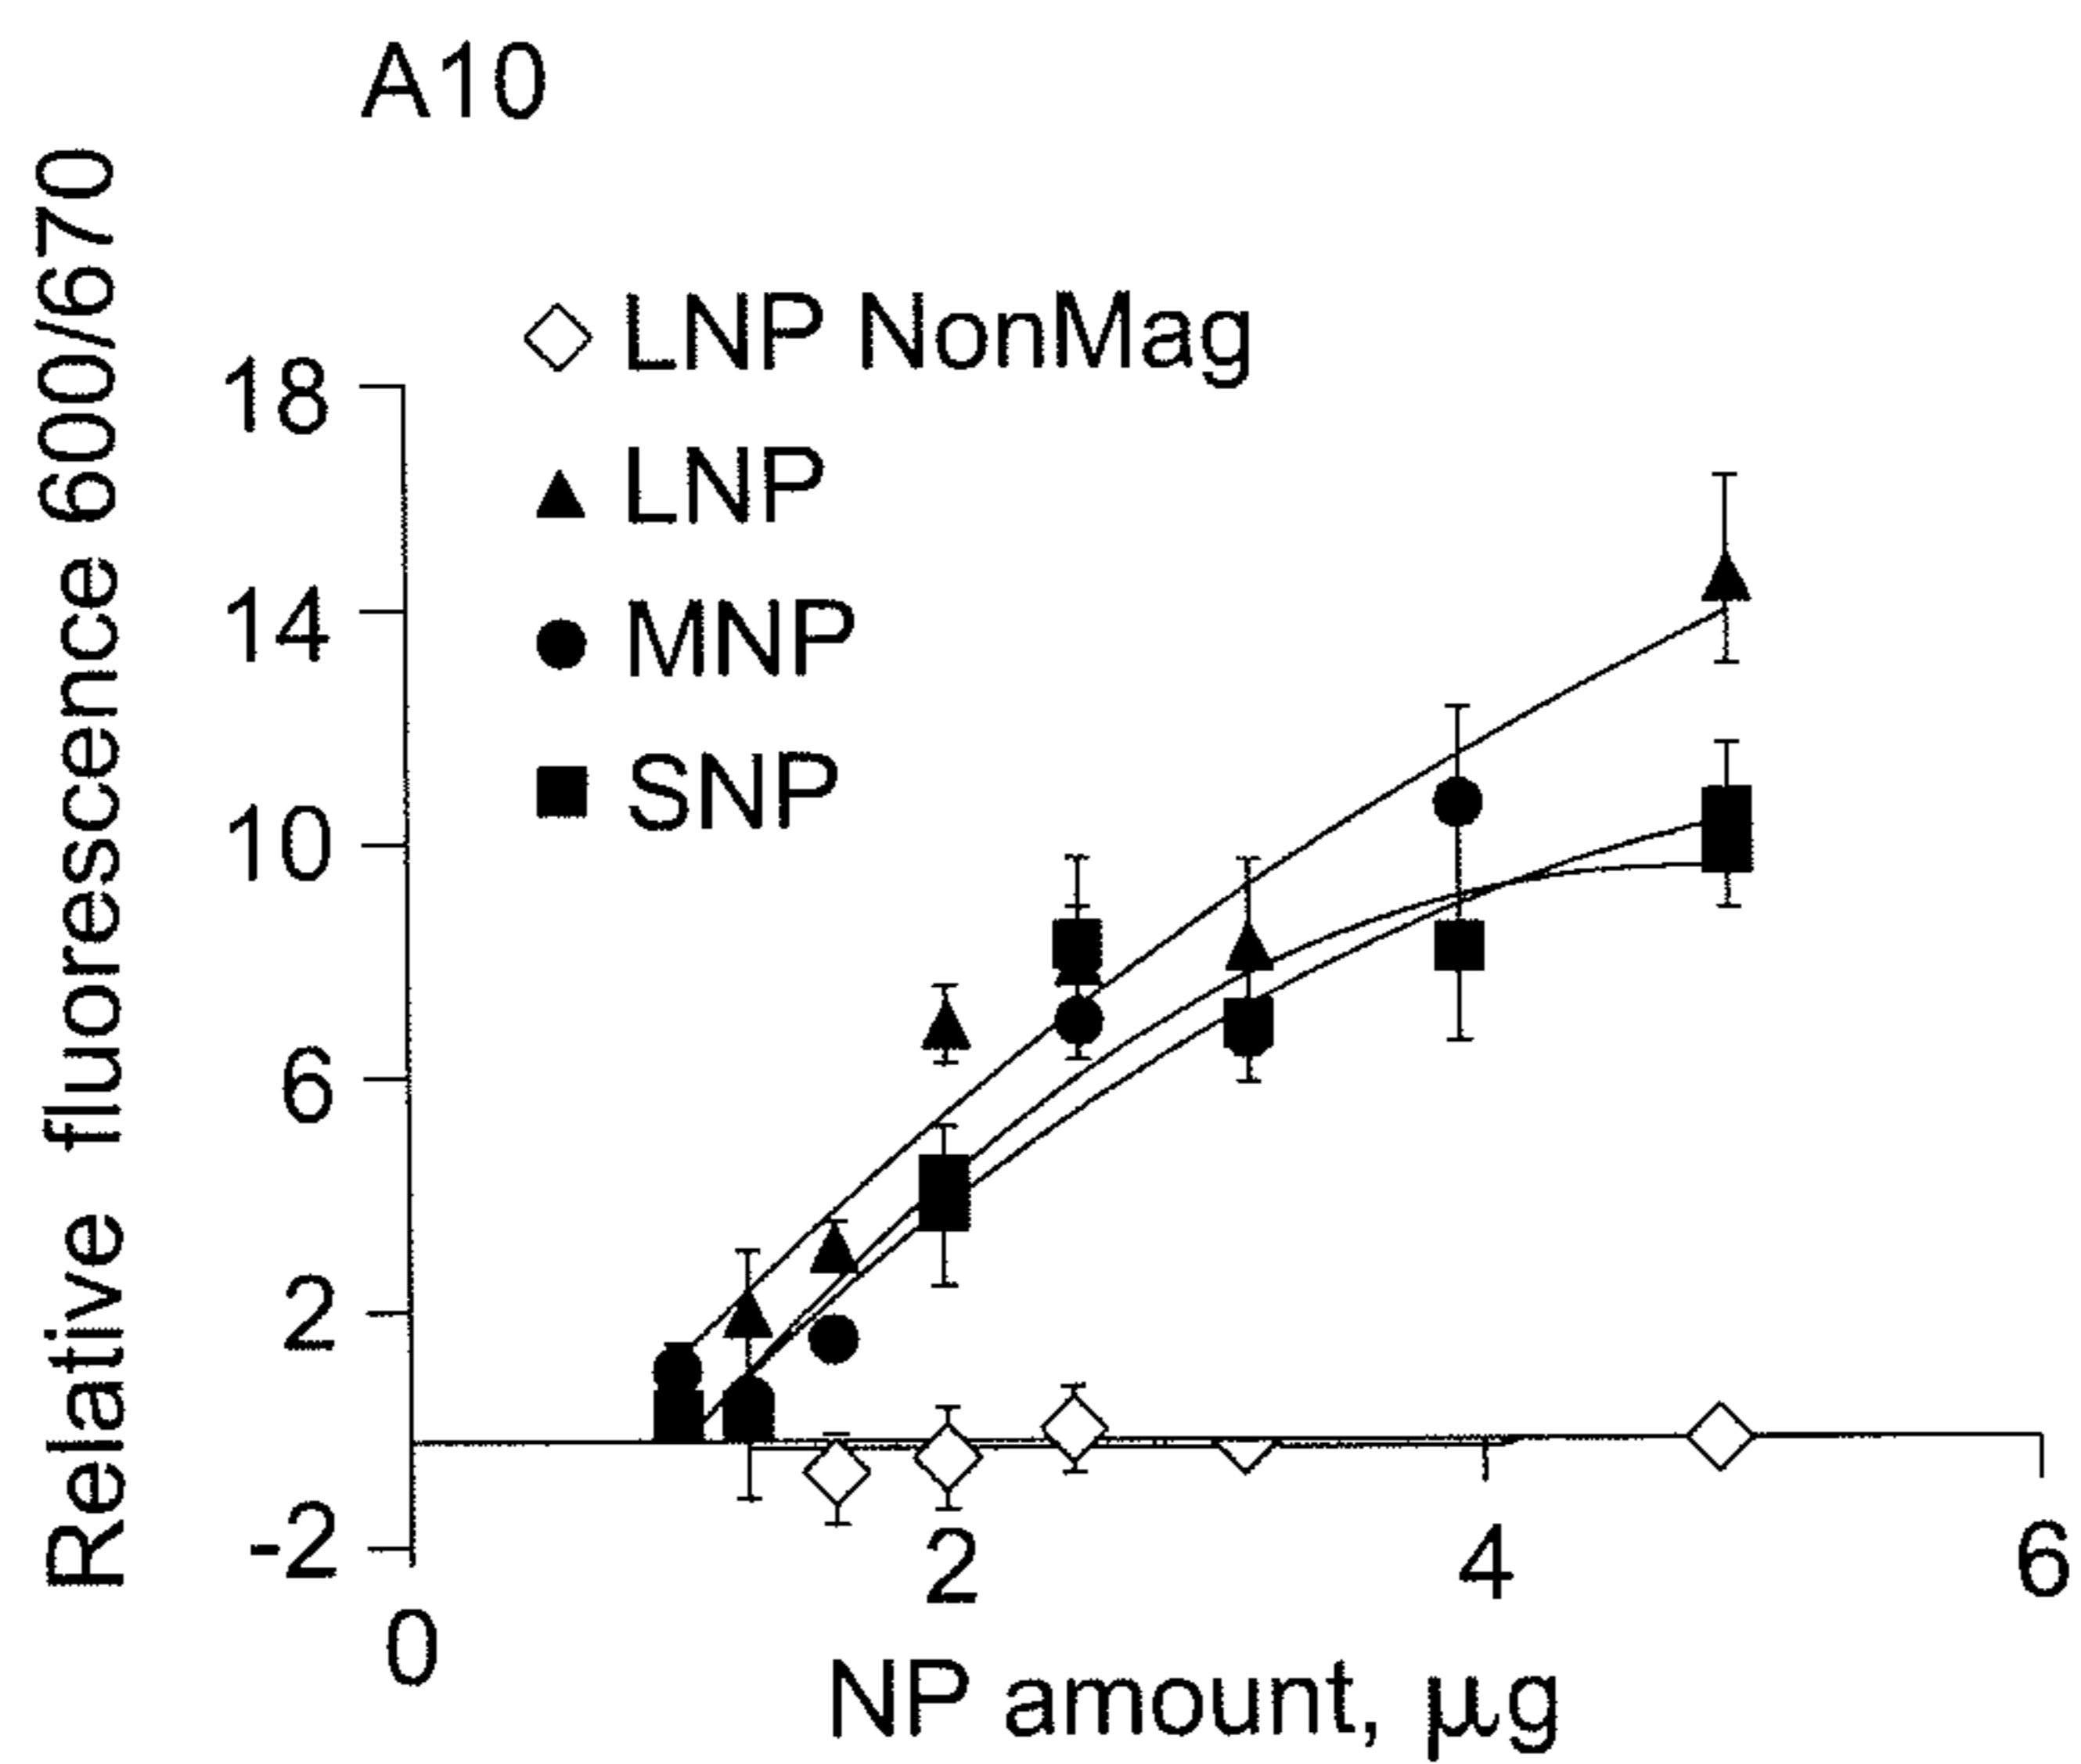 A10
Relative fluorescence 600/670
LNP NonMag
LNP
MNP
SNP
18
14
10
6
2
-2
0
2
4
6
NP amount, µg